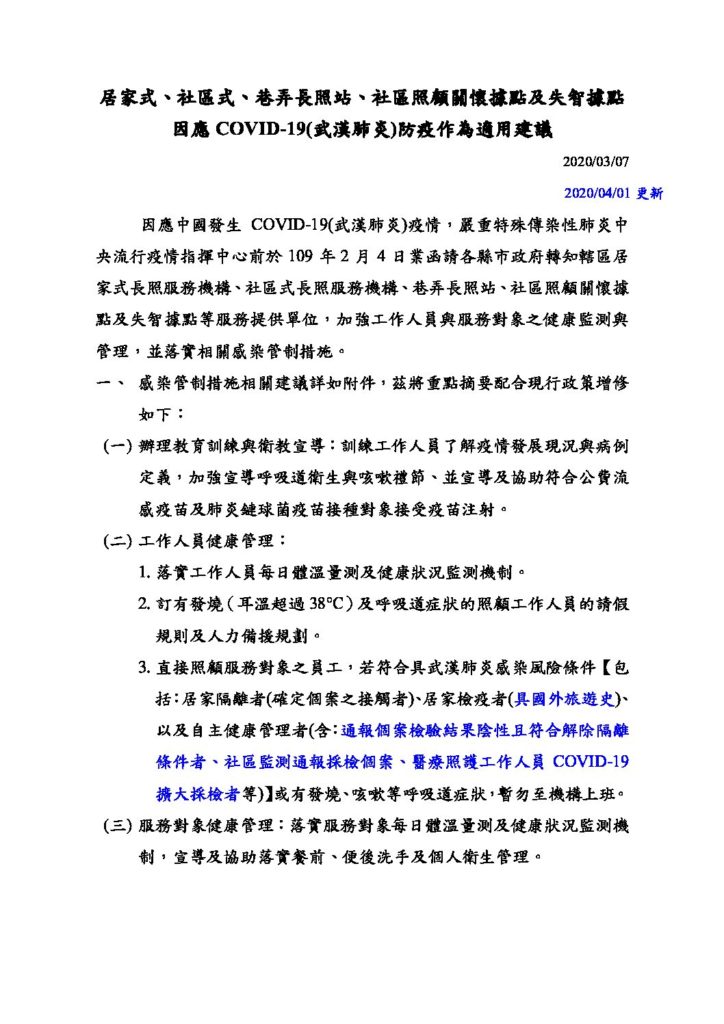 居家式、社區式、巷弄長照站、社區照顧關懷據點及失智據點
因應 COVID-19(武漢肺炎)防疫作為適用建議
2020/03/07
2020/04/01 更新
因應中國發生 COVID-19(武漢肺炎)疫情，嚴重特殊傳染性肺炎中
央流行疫情指揮中心前於 109 年 2 月 4 日業函請各縣市政府轉知轄區居
家式長照服務機構、社區式長照服務機構、巷弄長照站、社區照顧關懷據
點及失智據點等服務提供單位，加強工作人員與服務對象之健康監測與
管理，並落實相關感染管制措施。
一、 感染管制措施相關建議詳如附件，茲將重點摘要配合現行政策增修
如下：
(一) 辦理教育訓練與衛教宣導：訓練工作人員了解疫情發展現況與病例
定義，加強宣導呼吸道衛生與咳嗽禮節、並宣導及協助符合公費流
感疫苗及肺炎鏈球菌疫苗接種對象接受疫苗注射。
(二) 工作人員健康管理：
1. 落實工作人員每日體溫量測及健康狀況監測機制。
2. 訂有發燒（耳溫超過 38°C）及呼吸道症狀的照顧工作人員的請假
規則及人力備援規劃。
3. 直接照顧服務對象之員工，若符合具武漢肺炎感染風險條件【包
括：居家隔離者(確定個案之接觸者)、居家檢疫者(具國外旅遊史)、
以及自主健康管理者(含：通報個案檢驗結果陰性且符合解除隔離
條件者、社區監測通報採檢個案、醫療照護工作人員 COVID-19
擴大採檢者等)】或有發燒、咳嗽等呼吸道症狀，暫勿至機構上班。
(三) 服務對象健康管理：落實服務對象每日體溫量測及健康狀況監測機
制，宣導及協助落實餐前、便後洗手及個人衛生管理。